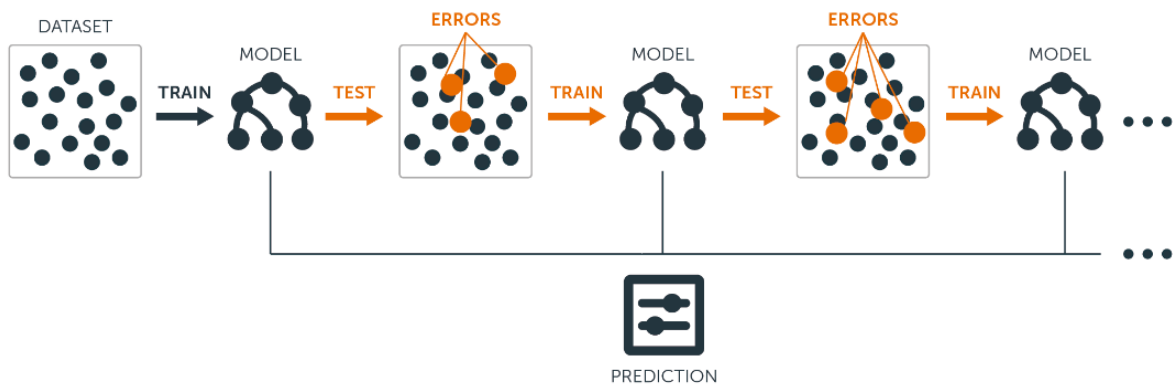 DATASET
MODEL
ERRORS
MODEL
ERRORS
MODEL
TRAIN
TEST
TRAIN
TEST
TRAIN
PREDICTION